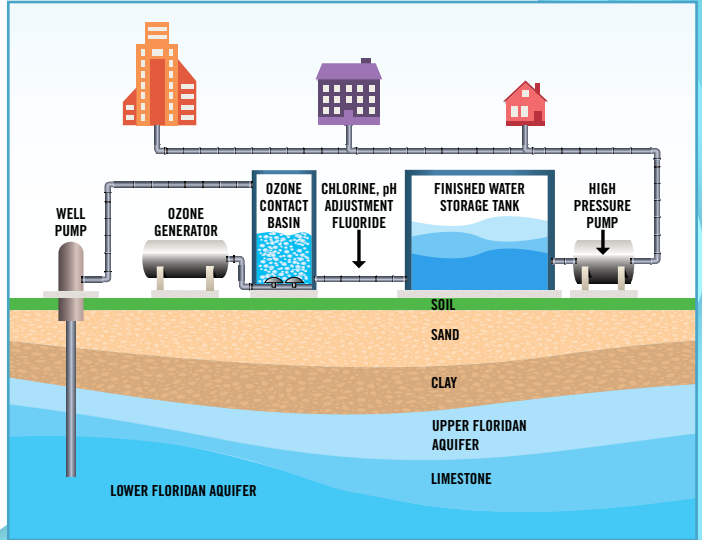 WELL
PUMP
OZONE
GENERATOR
OZONE
CONTACT
BASIN
CHLORINE, pH
ADJUSTMENT
FLUORIDE
FINISHED WATER
STORAGE TANK
HIGH
PRESSURE
PUMP
SOIL
SAND
CLAY
UPPER FLORIDAN
AQUIFER
LIMESTONE
LOWER FLORIDAN AQUIFER